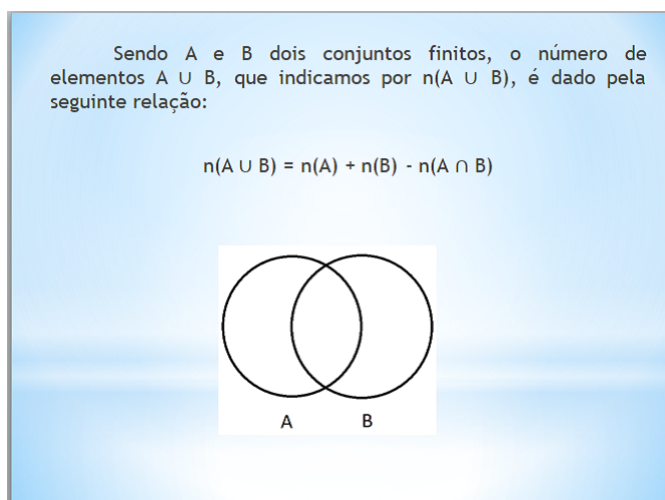 Sendo A e B dois conjuntos finitos, o número de
elementos A ∪ B, que indicamos por n(A ∪ B), é dado pela
seguinte relação:
n(A ∪ B) = n(A) + n(B) - n(A ∩ B)
A B